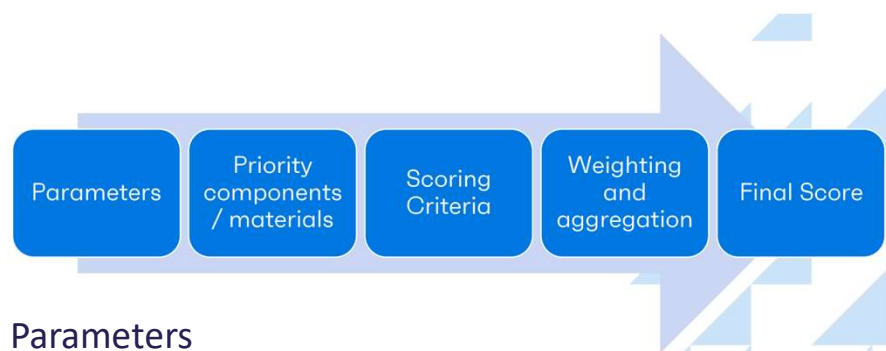 Parameters
Priority
components
/ materials
Scoring
Criteria
Weighting
and
aggregation
Final Score
Parameters